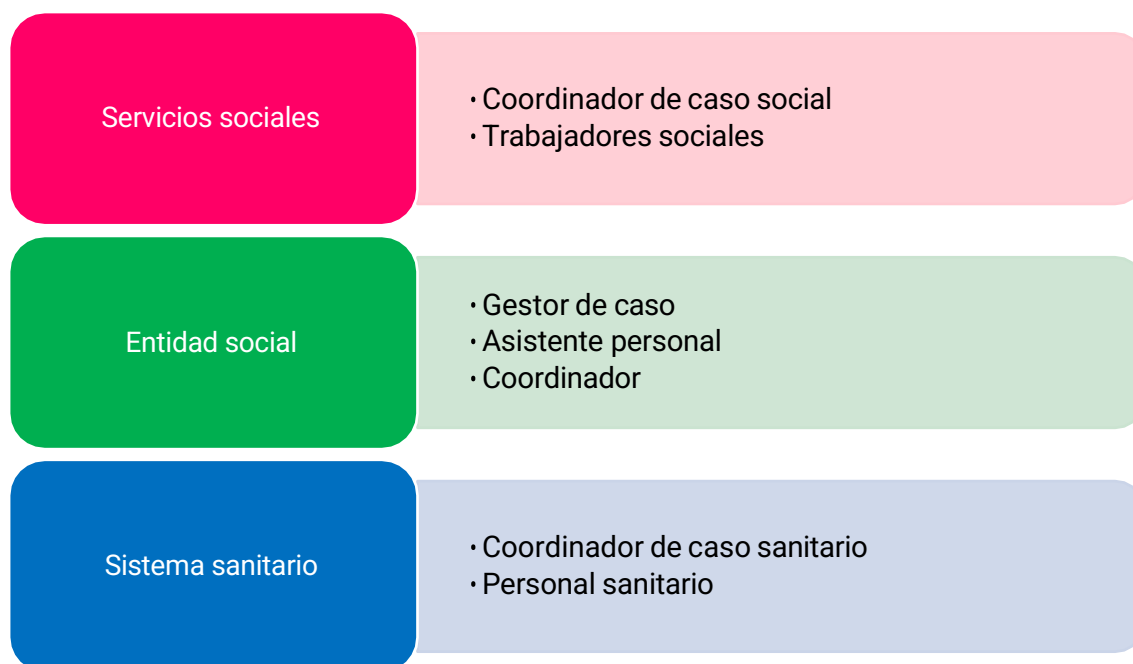 Servicios sociales
· Coordinador de caso social
· Trabajadores sociales
Entidad social
· Gestor de caso
· Asistente personal
· Coordinador
Sistema sanitario
· Coordinador de caso sanitario
· Personal sanitario